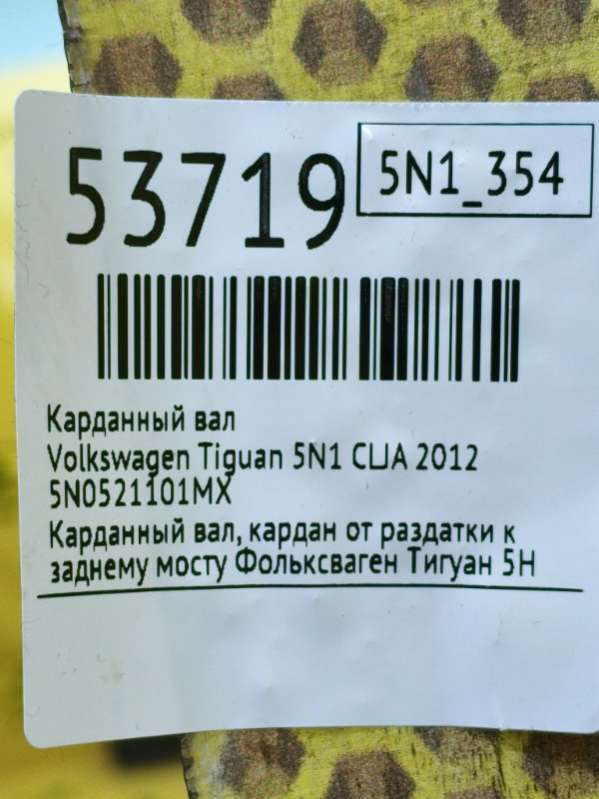 53719
5N1_354
Карданный вал
Volkswagen Tiguan 5N1 США 2012
5N0521101MX
Карданный вал, кардан от раздатки к
заднему мосту Фольксваген Тигуан 5Н